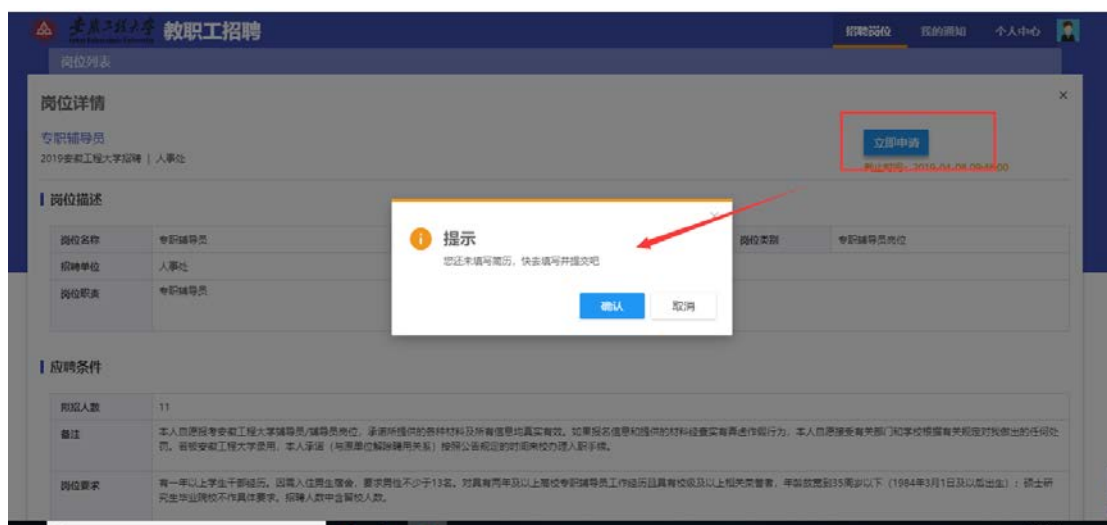 安徽工程大学 教职工招聘
招聘岗位 我的通知 个人中心
岗位列表
岗位详情
×
专职辅导员
立即申请
2019安徽工程大学招聘 | 人事处
截止时间：2019-04-08 09:46:00
岗位描述
岗位名称 专职辅导员 岗位类别 专职辅导员岗位
招聘单位 人事处
岗位职责 专职辅导员
提示
您还未填写简历，快去填写并提交吧
确认 取消
应聘条件
拟招人数 11
备注 本人自愿报考安徽工程大学辅导员/辅导员岗位，承诺所提供的各种材料及所有信息均真实有效。如果报名信息和提供的材料经查实有弄虚作假行为，本人自愿接受有关部门和学校根据有关规定对我做出的任何处
罚。若被安徽工程大学录用，本人承诺（与原单位解除聘用关系）按照公告规定的时间来校办理入职手续。
岗位要求 有一年以上学生干部经历。因需入住男生宿舍，要求男性不少于13名。对具有两年及以上高校专职辅导员工作经历且具有校级及以上相关荣誉者，年龄放宽到35周岁以下（1984年3月1日及以后出生）；硕士研
究生毕业院校不作具体要求。招聘人数中含留校人数。